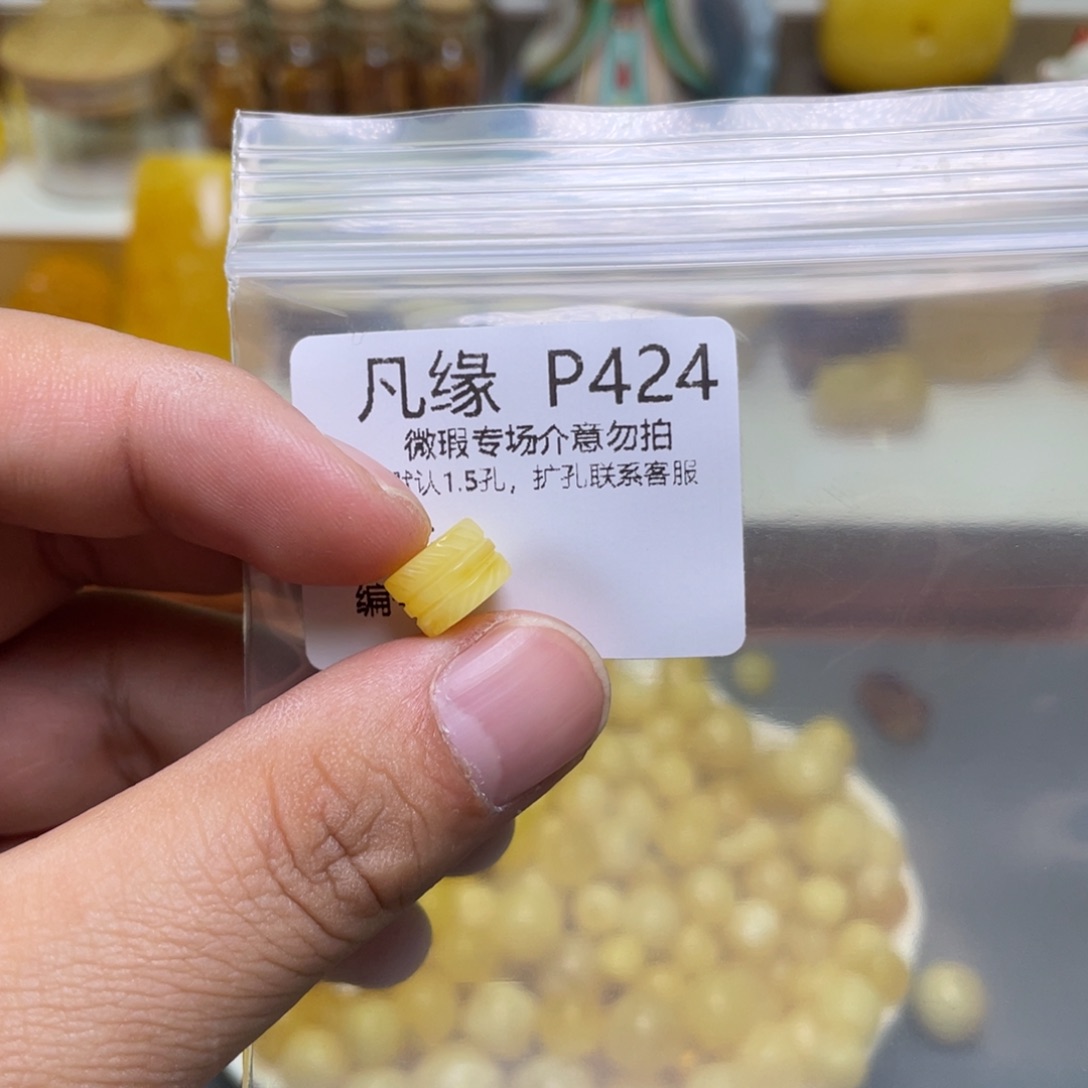 凡缘 P424
微瑕专场介意勿拍
默认1.5孔，扩孔联系客服
编